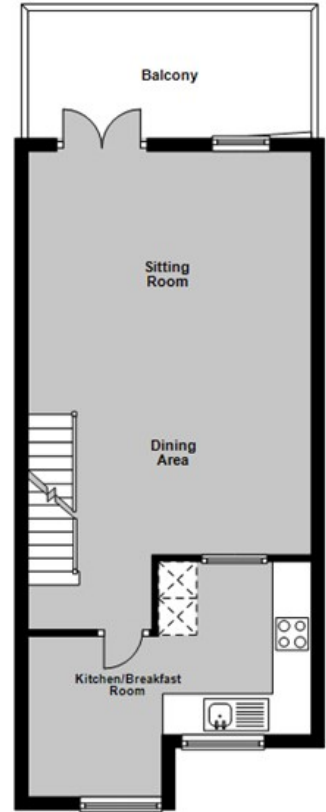 Balcony
Sitting
Room
Dining
Area
Kitchen/Breakfast
Room